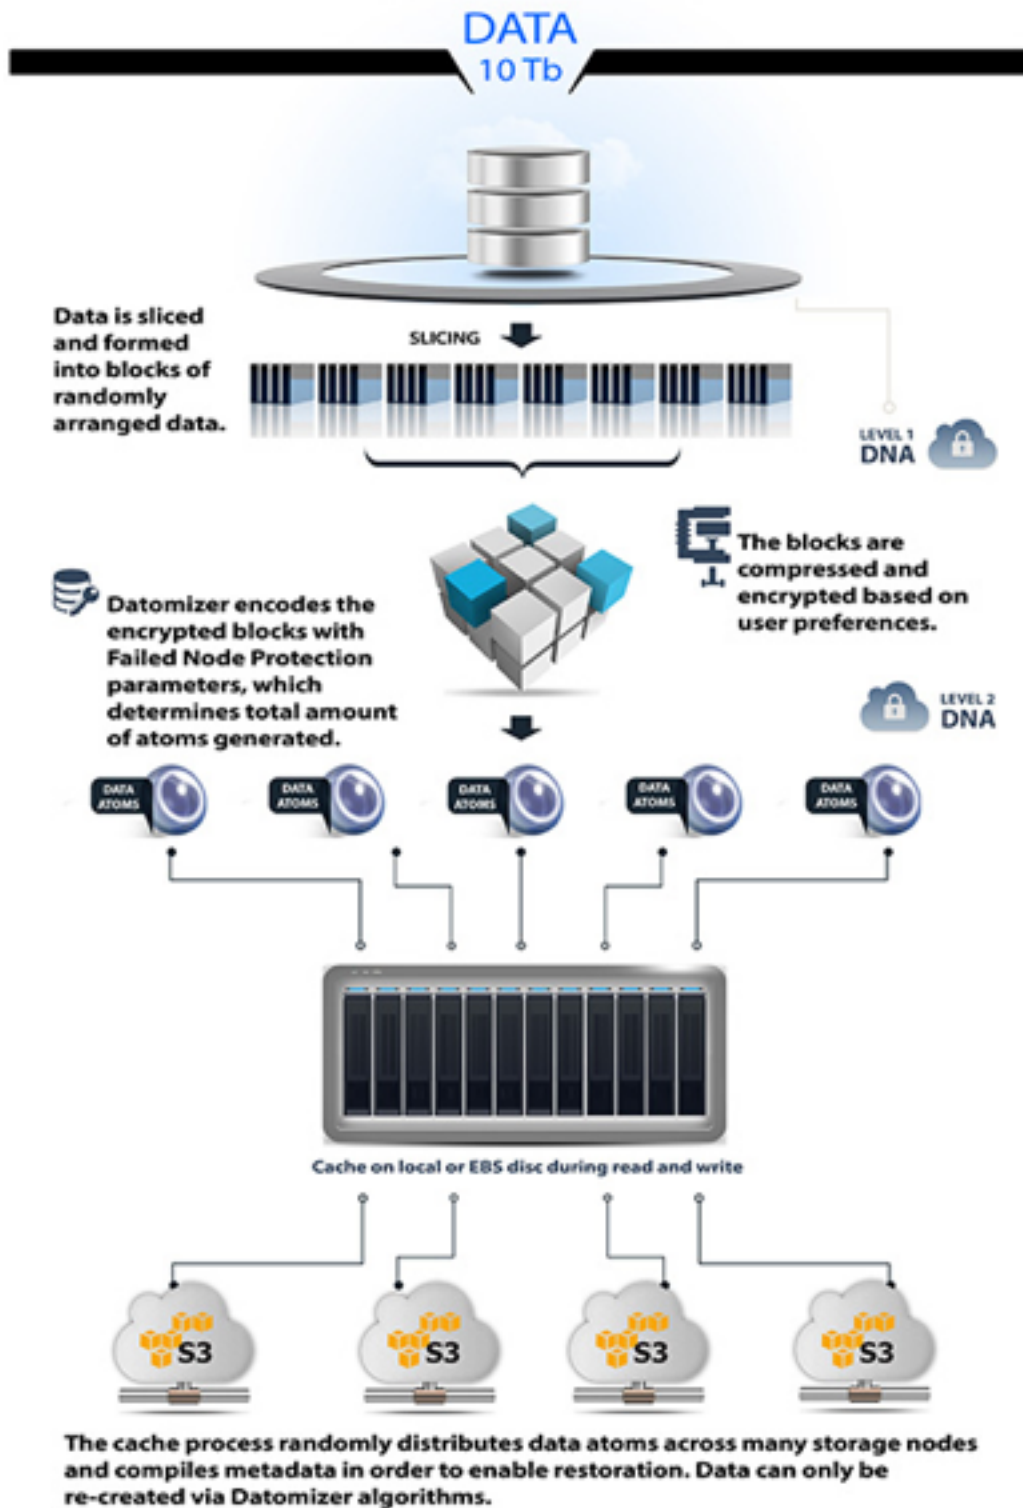 DATA
10 Tb
Data is sliced
and formed
into blocks of
randomly
arranged data.
SLICING
LEVEL 1
DNA
The blocks are
compressed and
encrypted based on
user preferences.
Datomizer encodes the
encrypted blocks with
Failed Node Protection
parameters, which
determines total amount
of atoms generated.
LEVEL 2
DNA
DATA
ATOMS
DATA
ATOMS
DATA
ATOMS
DATA
ATOMS
DATA
ATOMS
Cache on local or EBS disc during read and write
S3
S3
S3
S3
The cache process randomly distributes data atoms across many storage nodes
and compiles metadata in order to enable restoration. Data can only be
re-created via Datomizer algorithms.